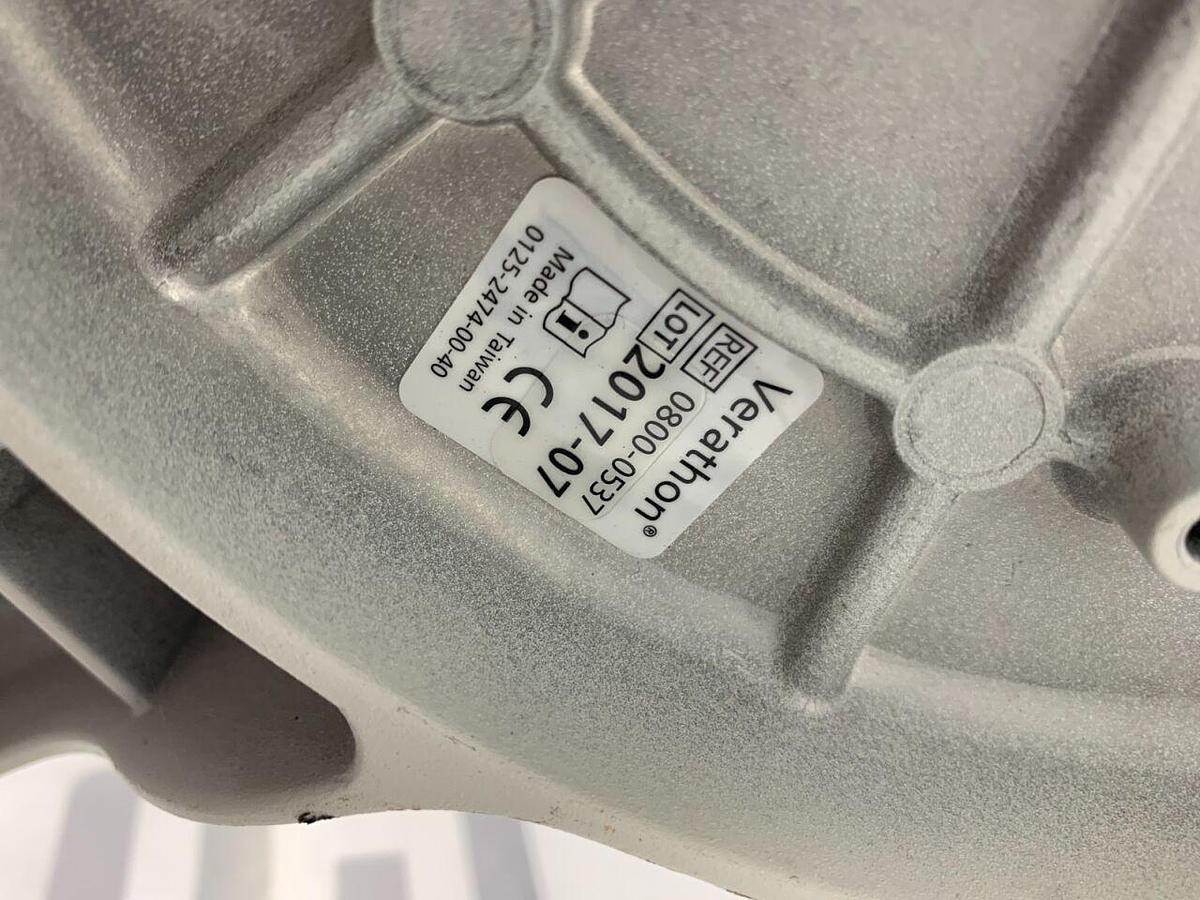 Verathon®
REF 0800-0537
LOT 2017-07
i CE
Made in Taiwan
0125-2474-00-40